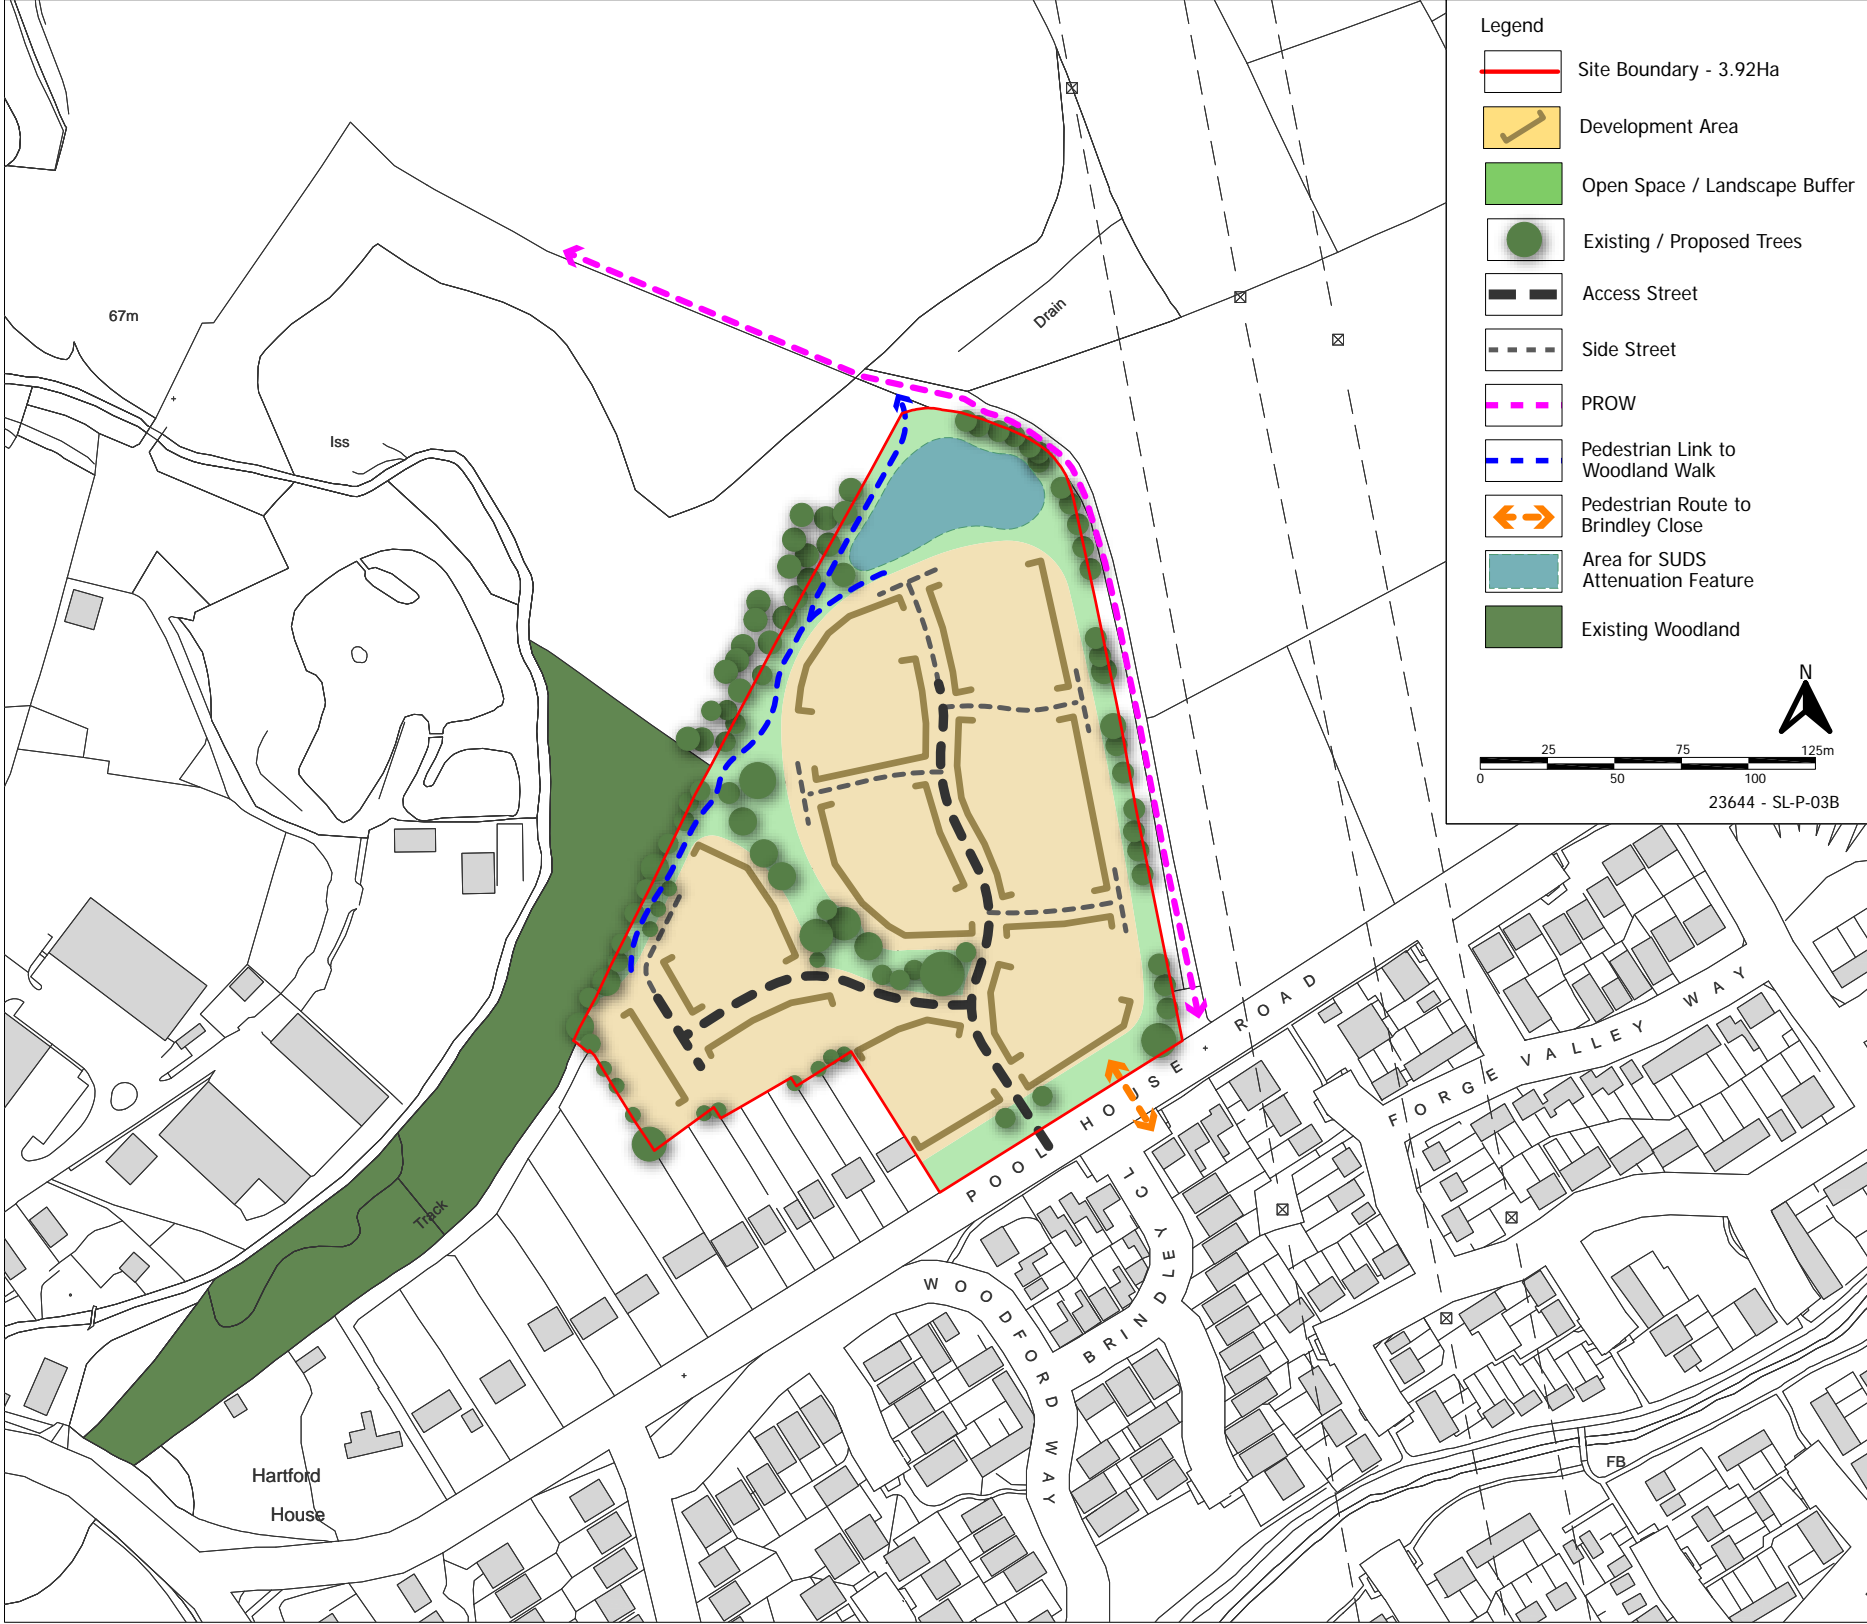 Legend
Site Boundary - 3.92Ha
Development Area
Open Space / Landscape Buffer
Existing / Proposed Trees
Access Street
Side Street
PROW
Pedestrian Link to
Woodland Walk
Pedestrian Route to
Brindley Close
Area for SUDS
Attenuation Feature
Existing Woodland
N
25 75 125m
0 50 100
23644 - SL-P-03B
67m
Drain
Iss
Track
POOL HOUSE ROAD
FORGE VALLEY WAY
BRINDLEY CL
WOODFORD WAY
Hartford
House
FB